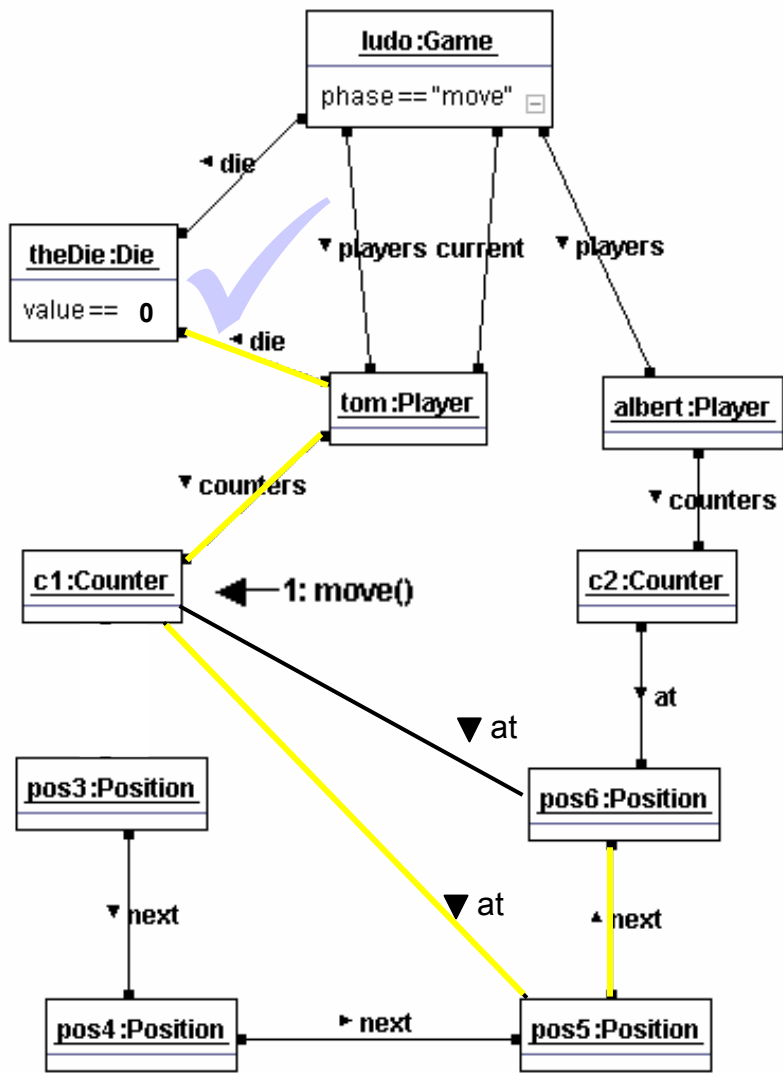 ludo :Game
phase == "move"
◄ die
▼ players current ▼ players
theDie :Die
value == 0
◄ die
tom :Player
albert :Player
▼ counters
▼ counters
c1 :Counter
1: move()
c2 :Counter
▼ at
▼ at
pos3 :Position
pos6 :Position
▼ at
▼ next
▲ next
pos4 :Position
► next
pos5 :Position